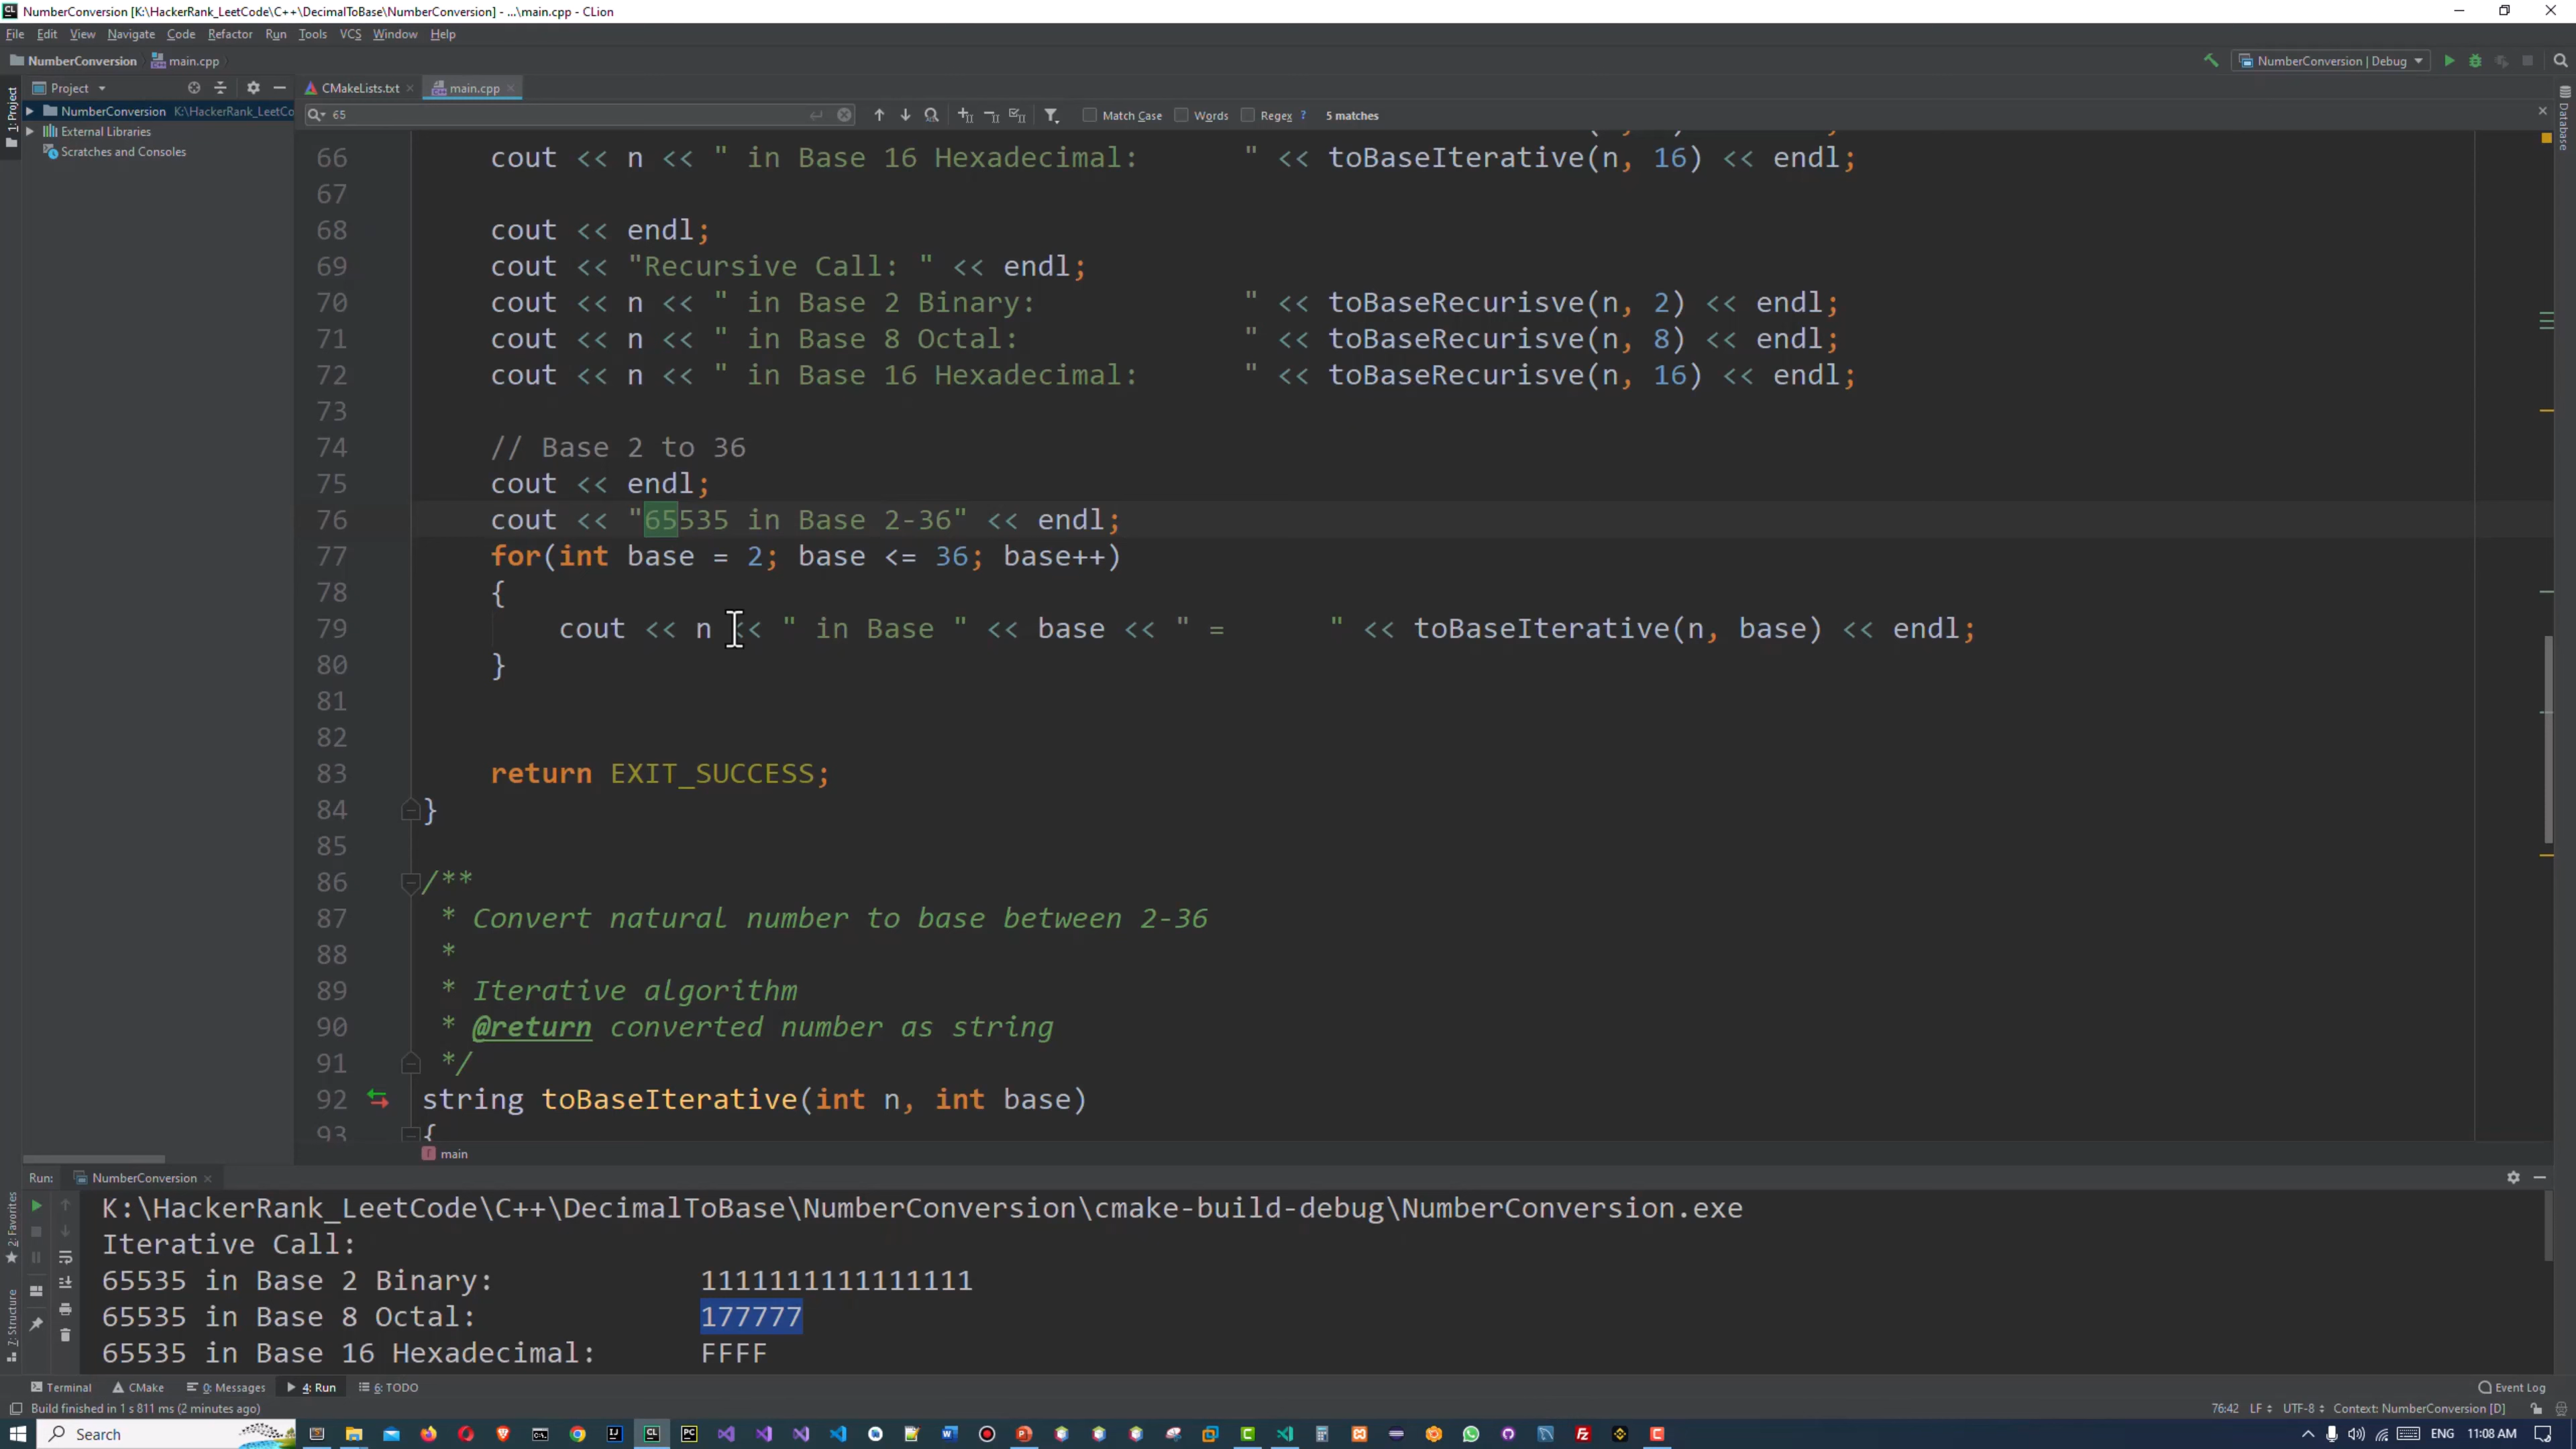 NumberConversion [K:\HackerRank_LeetCode\C++\DecimalToBase\NumberConversion] - ...\main.cpp - CLion
File Edit View Navigate Code Refactor Run Tools VCS Window Help
NumberConversion main.cpp NumberConversion | Debug
Project CMakeLists.txt main.cpp
65 Match Case Words Regex ? 5 matches
1: Project
NumberConversion K:\HackerRank_LeetCo
External Libraries
Scratches and Consoles
Database
66 cout << n << " in Base 16 Hexadecimal:      " << toBaseIterative(n, 16) << endl;
67
68 cout << endl;
69 cout << "Recursive Call: " << endl;
70 cout << n << " in Base 2 Binary:            " << toBaseRecurisve(n, 2) << endl;
71 cout << n << " in Base 8 Octal:             " << toBaseRecurisve(n, 8) << endl;
72 cout << n << " in Base 16 Hexadecimal:      " << toBaseRecurisve(n, 16) << endl;
73
74 // Base 2 to 36
75 cout << endl;
76 cout << "65535 in Base 2-36" << endl;
77 for(int base = 2; base <= 36; base++)
78 {
79 cout << n << " in Base " << base << " =      " << toBaseIterative(n, base) << endl;
80 }
81
82
83 return EXIT_SUCCESS;
84 }
85
86 /**
87 * Convert natural number to base between 2-36
88 *
89 * Iterative algorithm
90 * @return converted number as string
91 */
92 string toBaseIterative(int n, int base)
93 {
main
Run: NumberConversion
K:\HackerRank_LeetCode\C++\DecimalToBase\NumberConversion\cmake-build-debug\NumberConversion.exe
Iterative Call:
65535 in Base 2 Binary:            1111111111111111
65535 in Base 8 Octal:             177777
65535 in Base 16 Hexadecimal:      FFFF
2: Favorites
7: Structure
Terminal CMake 0: Messages 4: Run 6: TODO Event Log
Build finished in 1 s 811 ms (2 minutes ago) 76:42 LF UTF-8 Context: NumberConversion [D]
Search ENG 11:08 AM